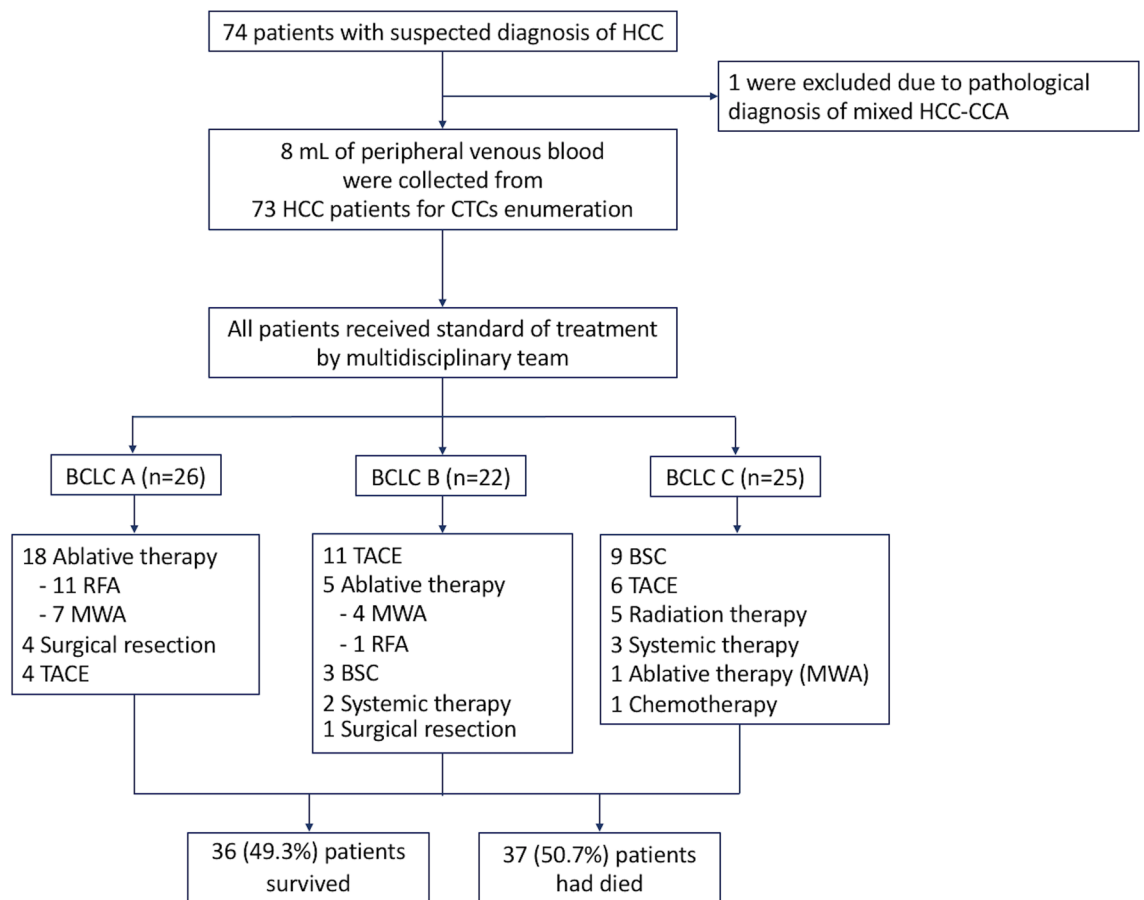 74 patients with suspected diagnosis of HCC
1 were excluded due to pathological
diagnosis of mixed HCC-CCA
8 mL of peripheral venous blood
were collected from
73 HCC patients for CTCs enumeration
All patients received standard of treatment
by multidisciplinary team
BCLC A (n=26)
BCLC B (n=22)
BCLC C (n=25)
18 Ablative therapy
- 11 RFA
- 7 MWA
4 Surgical resection
4 TACE
11 TACE
5 Ablative therapy
- 4 MWA
- 1 RFA
3 BSC
2 Systemic therapy
1 Surgical resection
9 BSC
6 TACE
5 Radiation therapy
3 Systemic therapy
1 Ablative therapy (MWA)
1 Chemotherapy
36 (49.3%) patients
survived
37 (50.7%) patients
had died